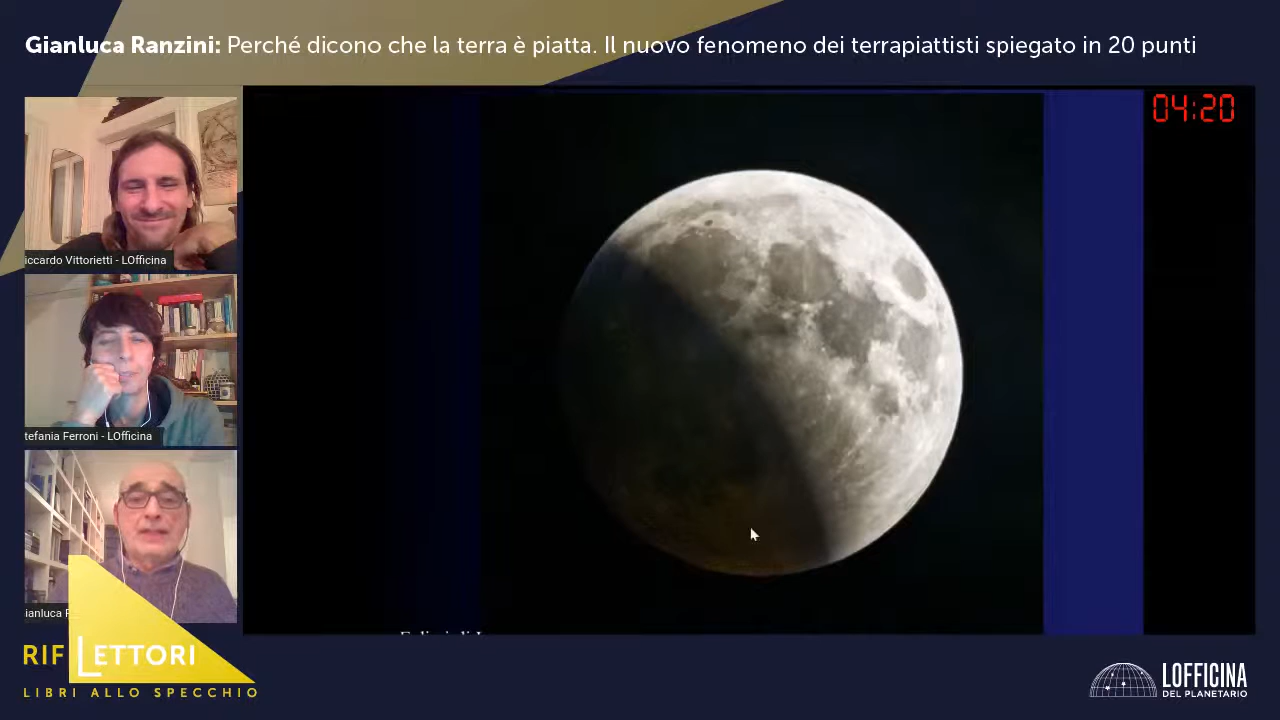 Gianluca Ranzini: Perché dicono che la terra è piatta. Il nuovo fenomeno dei terrapiattisti spiegato in 20 punti
04:20
iccardo Vittorietti - LOfficina
tefania Ferroni - LOfficina
ianluca
RIFLETTORI
LIBRI ALLO SPECCHIO
LOFFICINA
DEL PLANETARIO